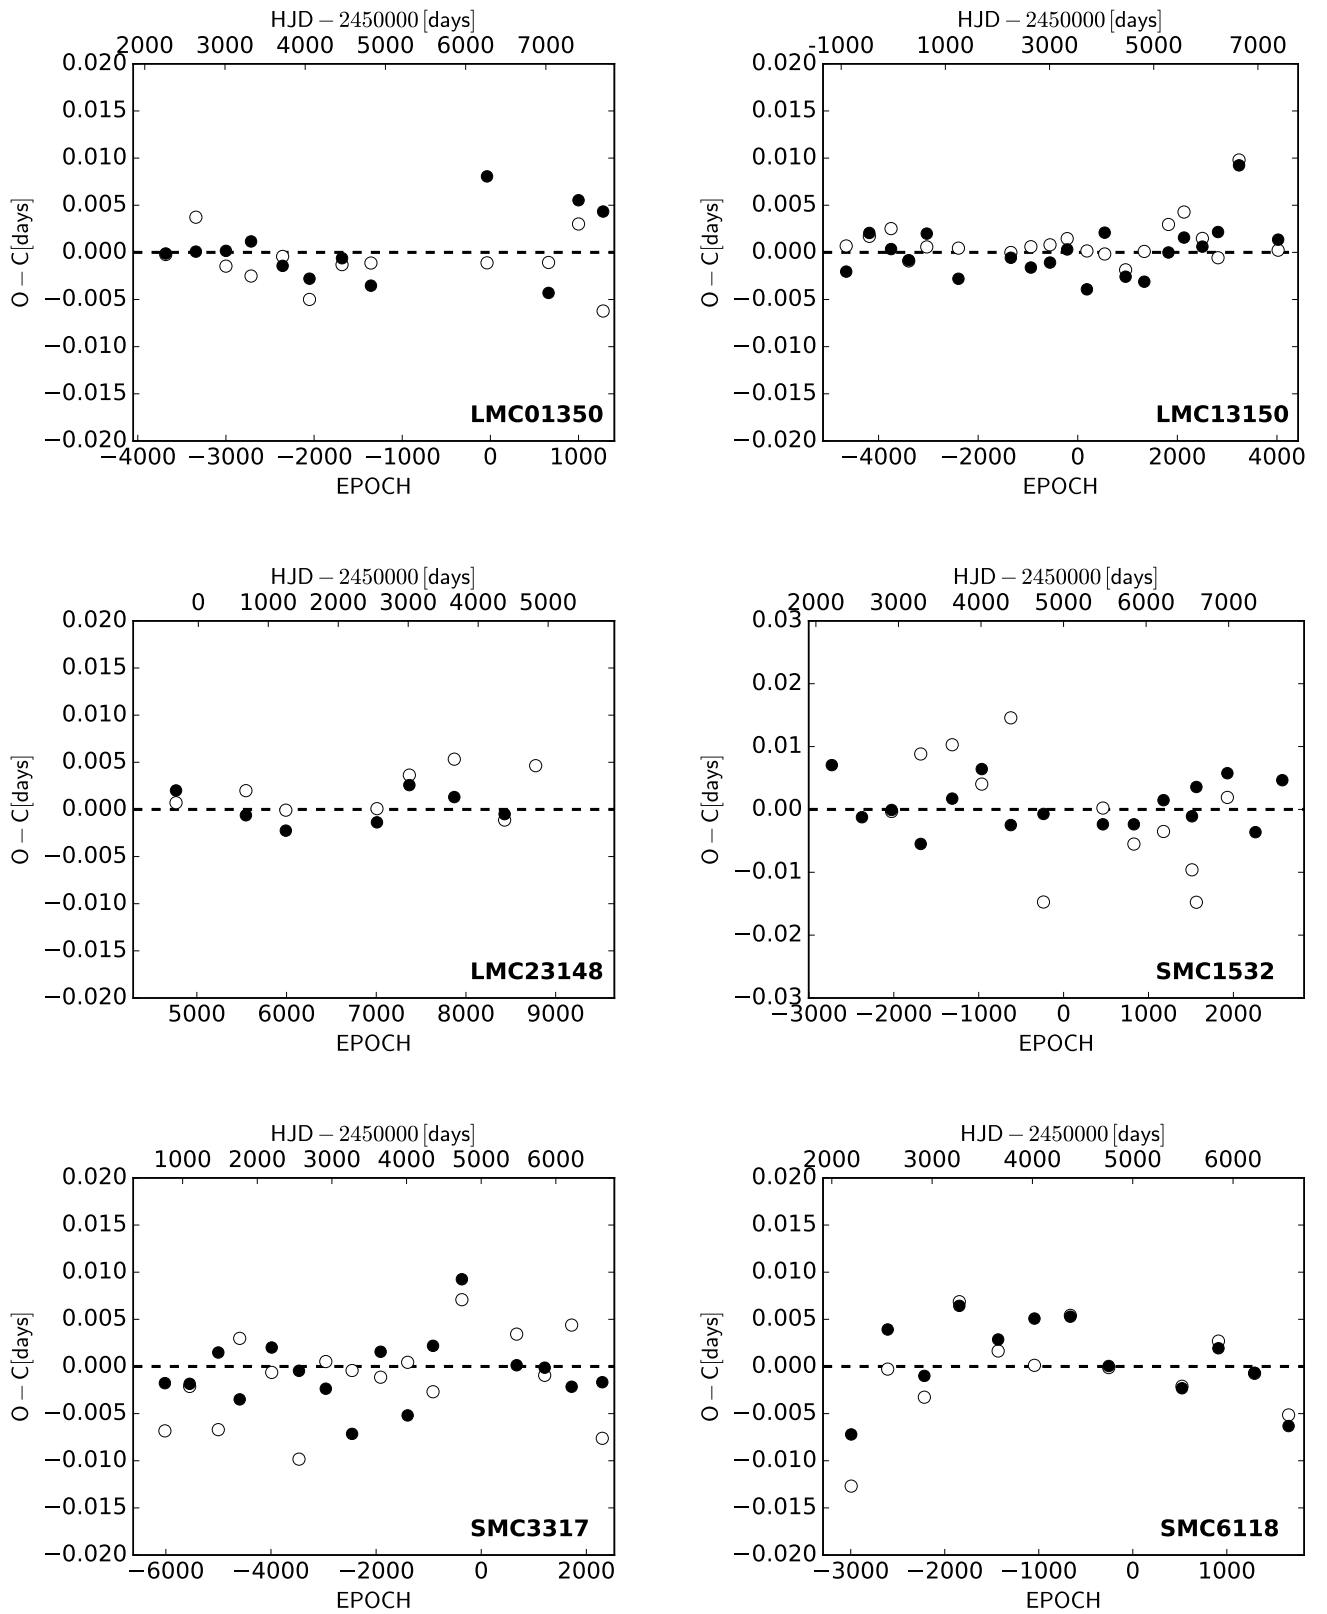 HJD − 2450000 [days]
2000 3000 4000 5000 6000 7000
0.020
0.015
0.010
0.005
0.000
−0.005
−0.010
−0.015
−0.020
O − C[days]
LMC01350
−4000 −3000 −2000 −1000 0 1000
EPOCH
HJD − 2450000 [days]
-1000 1000 3000 5000 7000
0.020
0.015
0.010
0.005
0.000
−0.005
−0.010
−0.015
−0.020
O − C[days]
LMC13150
−4000 −2000 0 2000 4000
EPOCH
HJD − 2450000 [days]
0 1000 2000 3000 4000 5000
0.020
0.015
0.010
0.005
0.000
−0.005
−0.010
−0.015
−0.020
O − C[days]
LMC23148
5000 6000 7000 8000 9000
EPOCH
HJD − 2450000 [days]
2000 3000 4000 5000 6000 7000
0.03
0.02
0.01
0.00
−0.01
−0.02
−0.03
O − C[days]
SMC1532
−3000 −2000 −1000 0 1000 2000
EPOCH
HJD − 2450000 [days]
1000 2000 3000 4000 5000 6000
0.020
0.015
0.010
0.005
0.000
−0.005
−0.010
−0.015
−0.020
O − C[days]
SMC3317
−6000 −4000 −2000 0 2000
EPOCH
HJD − 2450000 [days]
2000 3000 4000 5000 6000
0.020
0.015
0.010
0.005
0.000
−0.005
−0.010
−0.015
−0.020
O − C[days]
SMC6118
−3000 −2000 −1000 0 1000
EPOCH